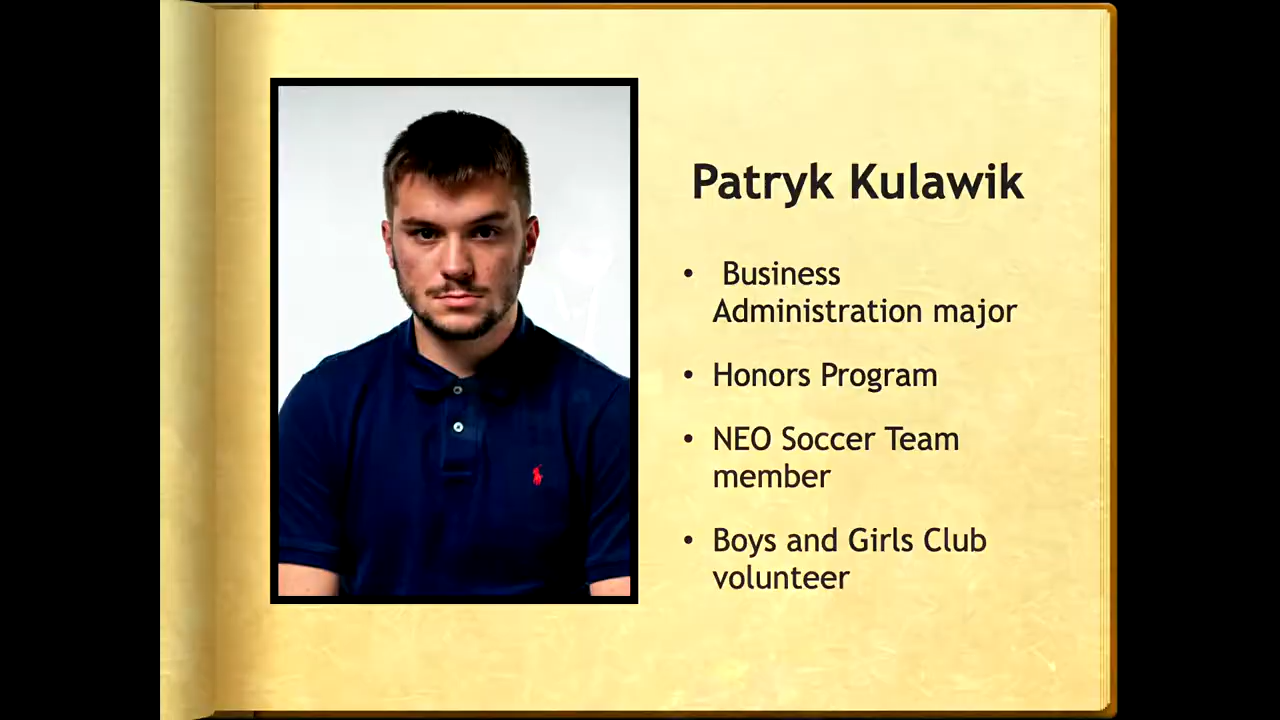 Patryk Kulawik
• Business
Administration major
• Honors Program
• NEO Soccer Team
member
• Boys and Girls Club
volunteer